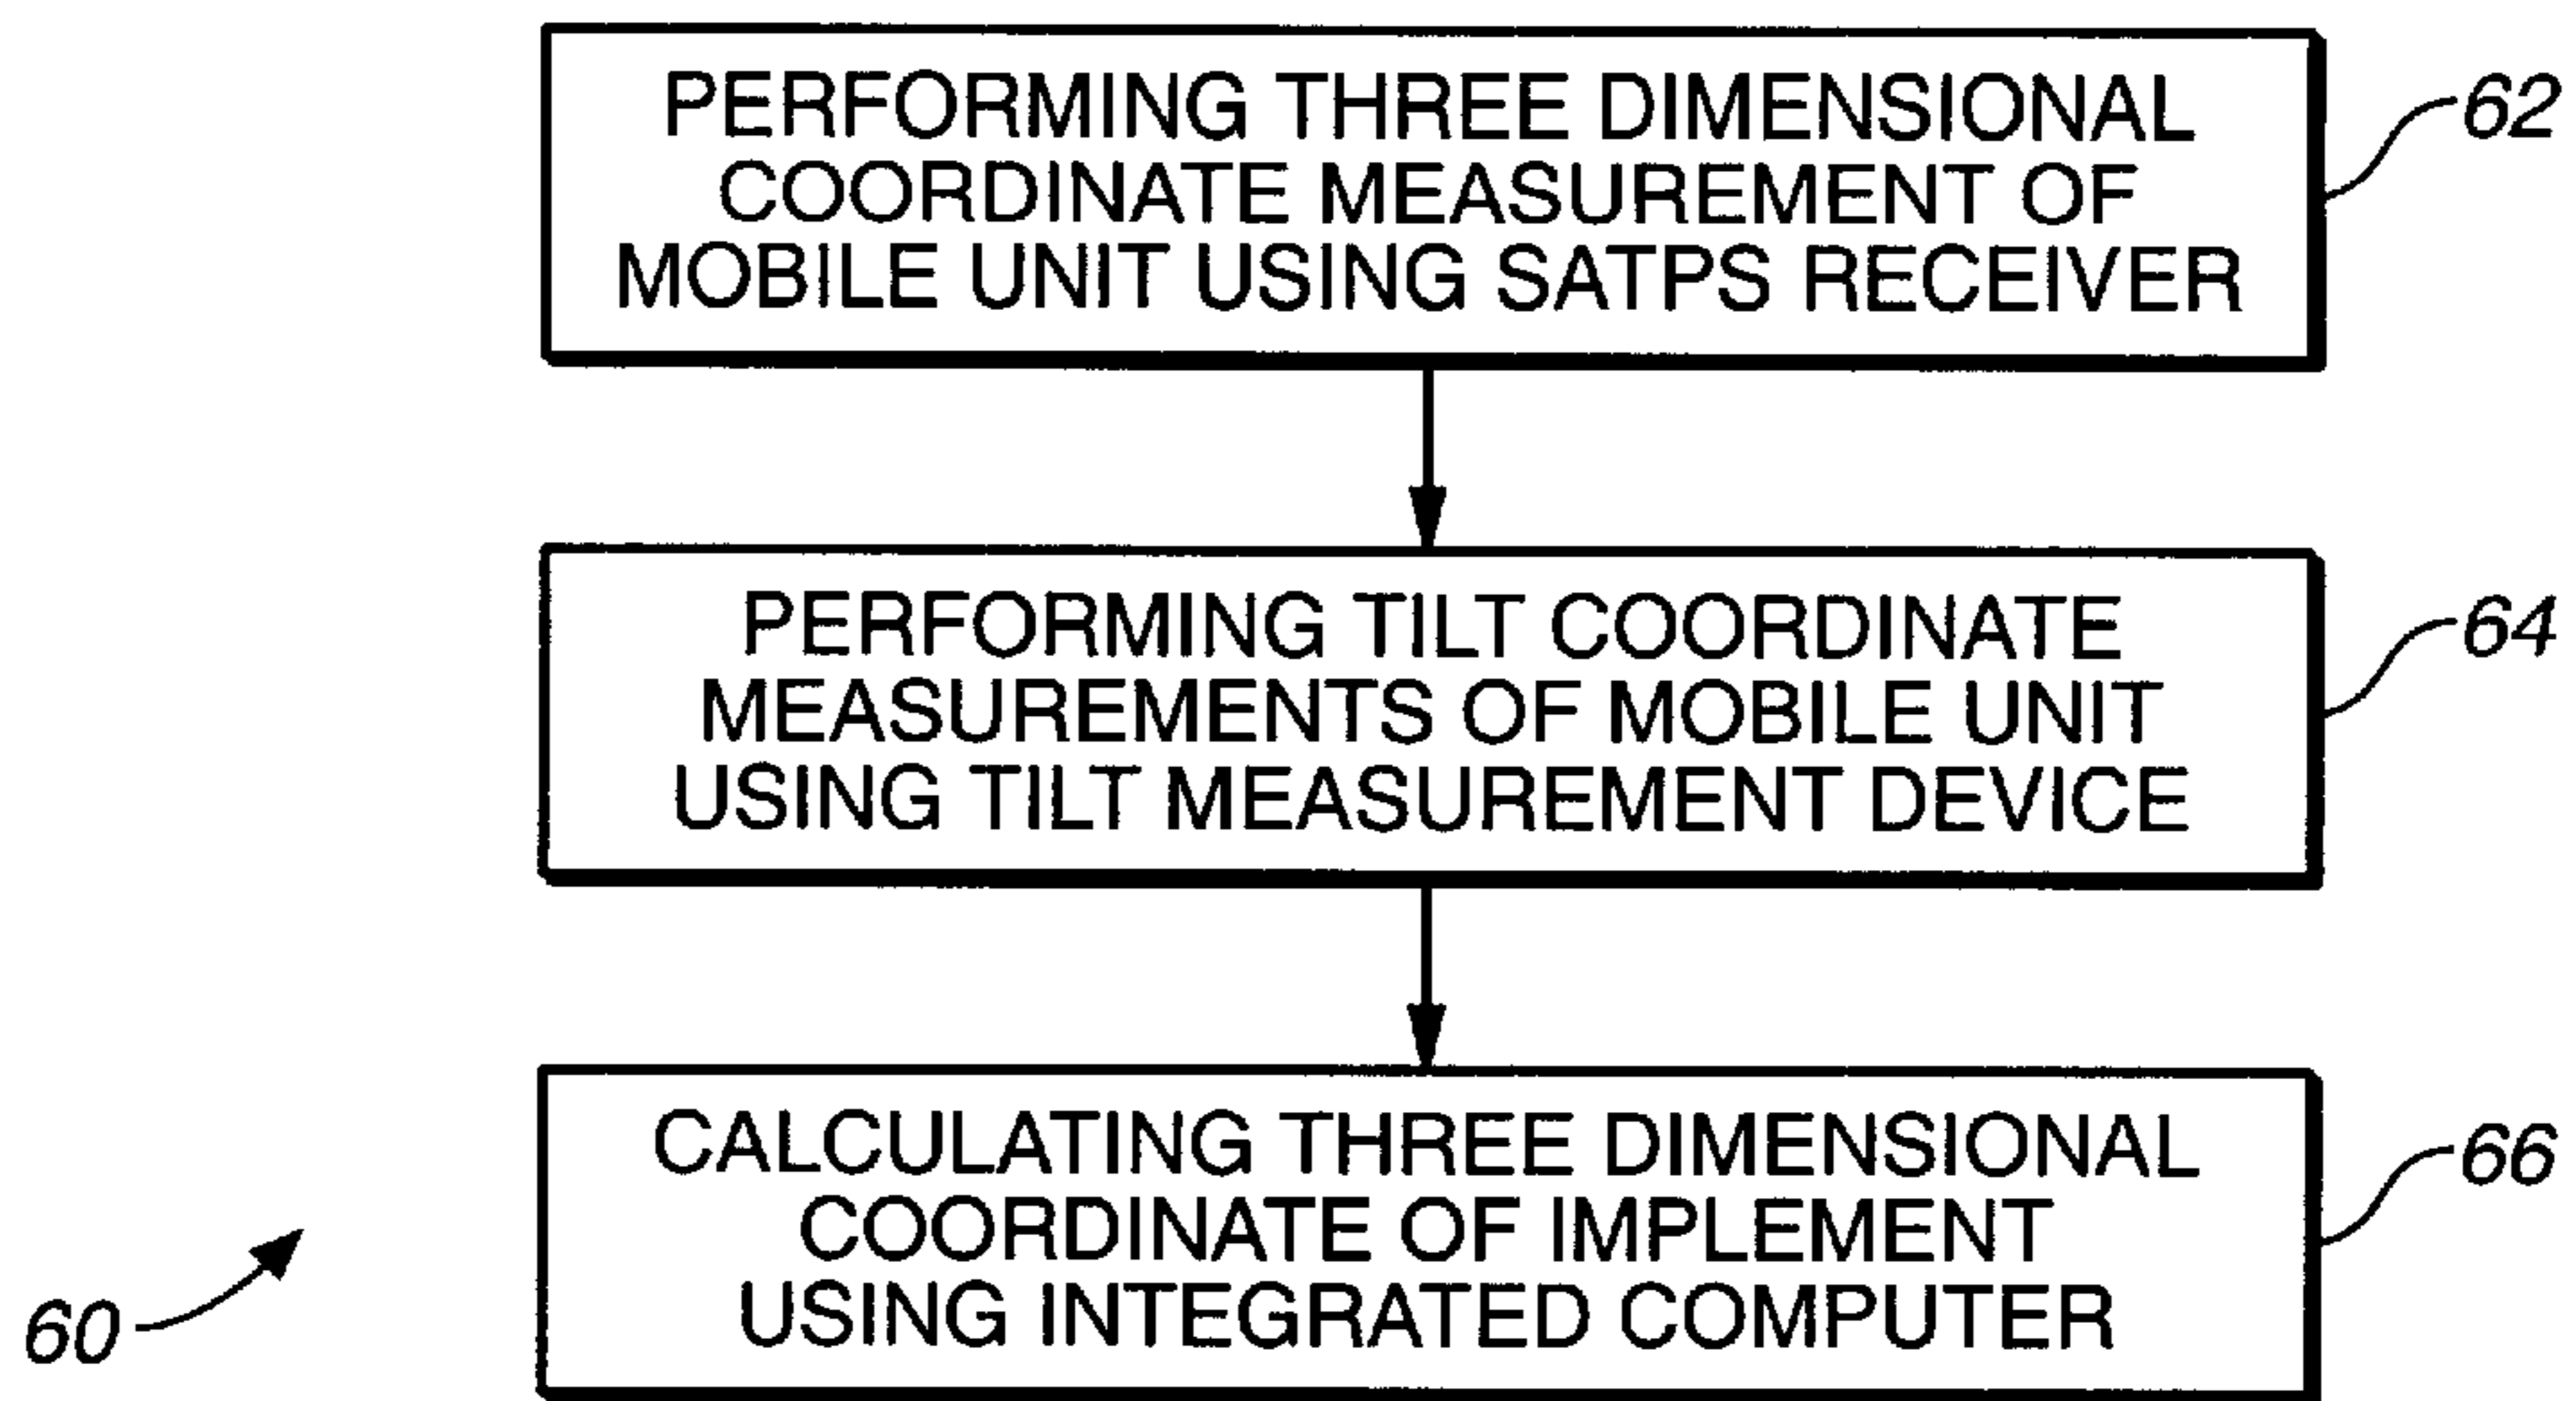 PERFORMING THREE DIMENSIONAL
COORDINATE MEASUREMENT OF
MOBILE UNIT USING SATPS RECEIVER
62
PERFORMING TILT COORDINATE
MEASUREMENTS OF MOBILE UNIT
USING TILT MEASUREMENT DEVICE
64
CALCULATING THREE DIMENSIONAL
COORDINATE OF IMPLEMENT
USING INTEGRATED COMPUTER
66
60